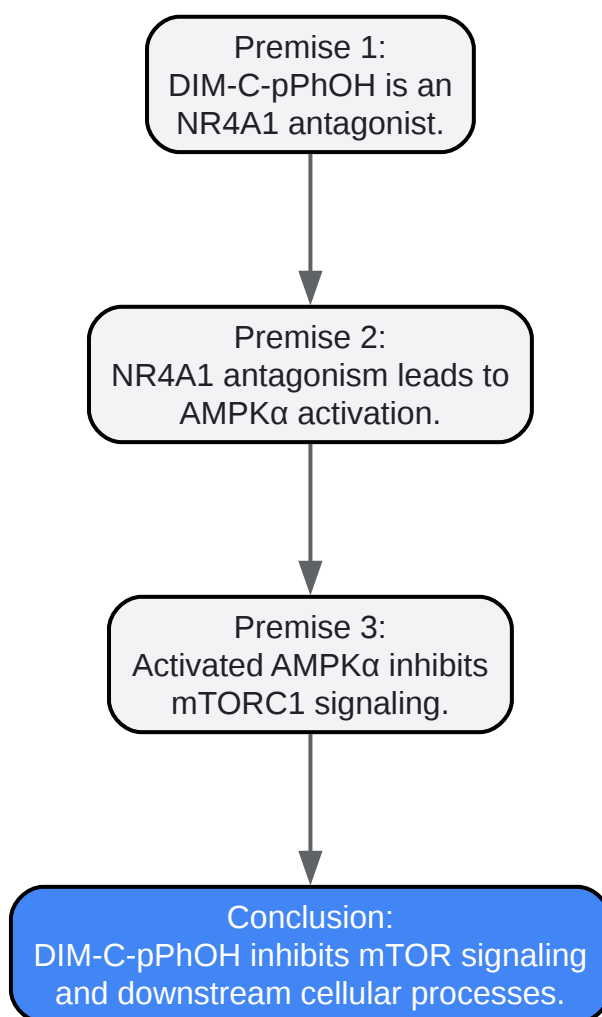 Premise 1:
DIM-C-pPhOH is an
NR4A1 antagonist.
Premise 2:
NR4A1 antagonism leads to
AMPKα activation.
Premise 3:
Activated AMPKα inhibits
mTORC1 signaling.
Conclusion:
DIM-C-pPhOH inhibits mTOR signaling
and downstream cellular processes.